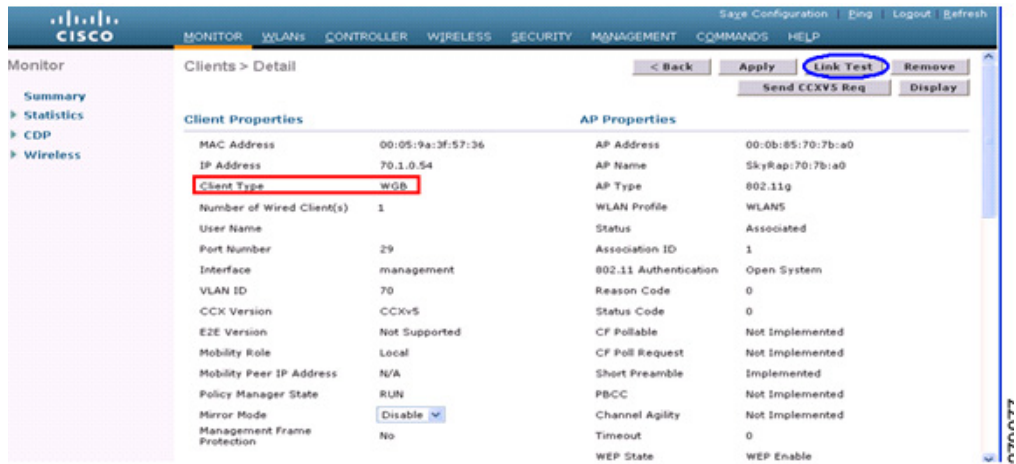 Save Configuration | Ping | Logout | Refresh
CISCO
MONITOR WLANs CONTROLLER WIRELESS SECURITY MANAGEMENT COMMANDS HELP
Monitor
Summary
Statistics
CDP
Wireless
Clients > Detail
< Back Apply Link Test Remove
Send CCXV5 Req Display
Client Properties
MAC Address 00:05:9a:3f:57:36
IP Address 70.1.0.54
Client Type WGB
Number of Wired Client(s) 1
User Name
Port Number 29
Interface management
VLAN ID 70
CCX Version CCXv5
E2E Version Not Supported
Mobility Role Local
Mobility Peer IP Address N/A
Policy Manager State RUN
Mirror Mode Disable
Management Frame
Protection No
AP Properties
AP Address 00:0b:85:70:7b:a0
AP Name SkyRap:70:7b:a0
AP Type 802.11g
WLAN Profile WLAN5
Status Associated
Association ID 1
802.11 Authentication Open System
Reason Code 0
Status Code 0
CF Pollable Not Implemented
CF Poll Request Not Implemented
Short Preamble Implemented
PBCC Not Implemented
Channel Agility Not Implemented
Timeout 0
WEP State WEP Enable